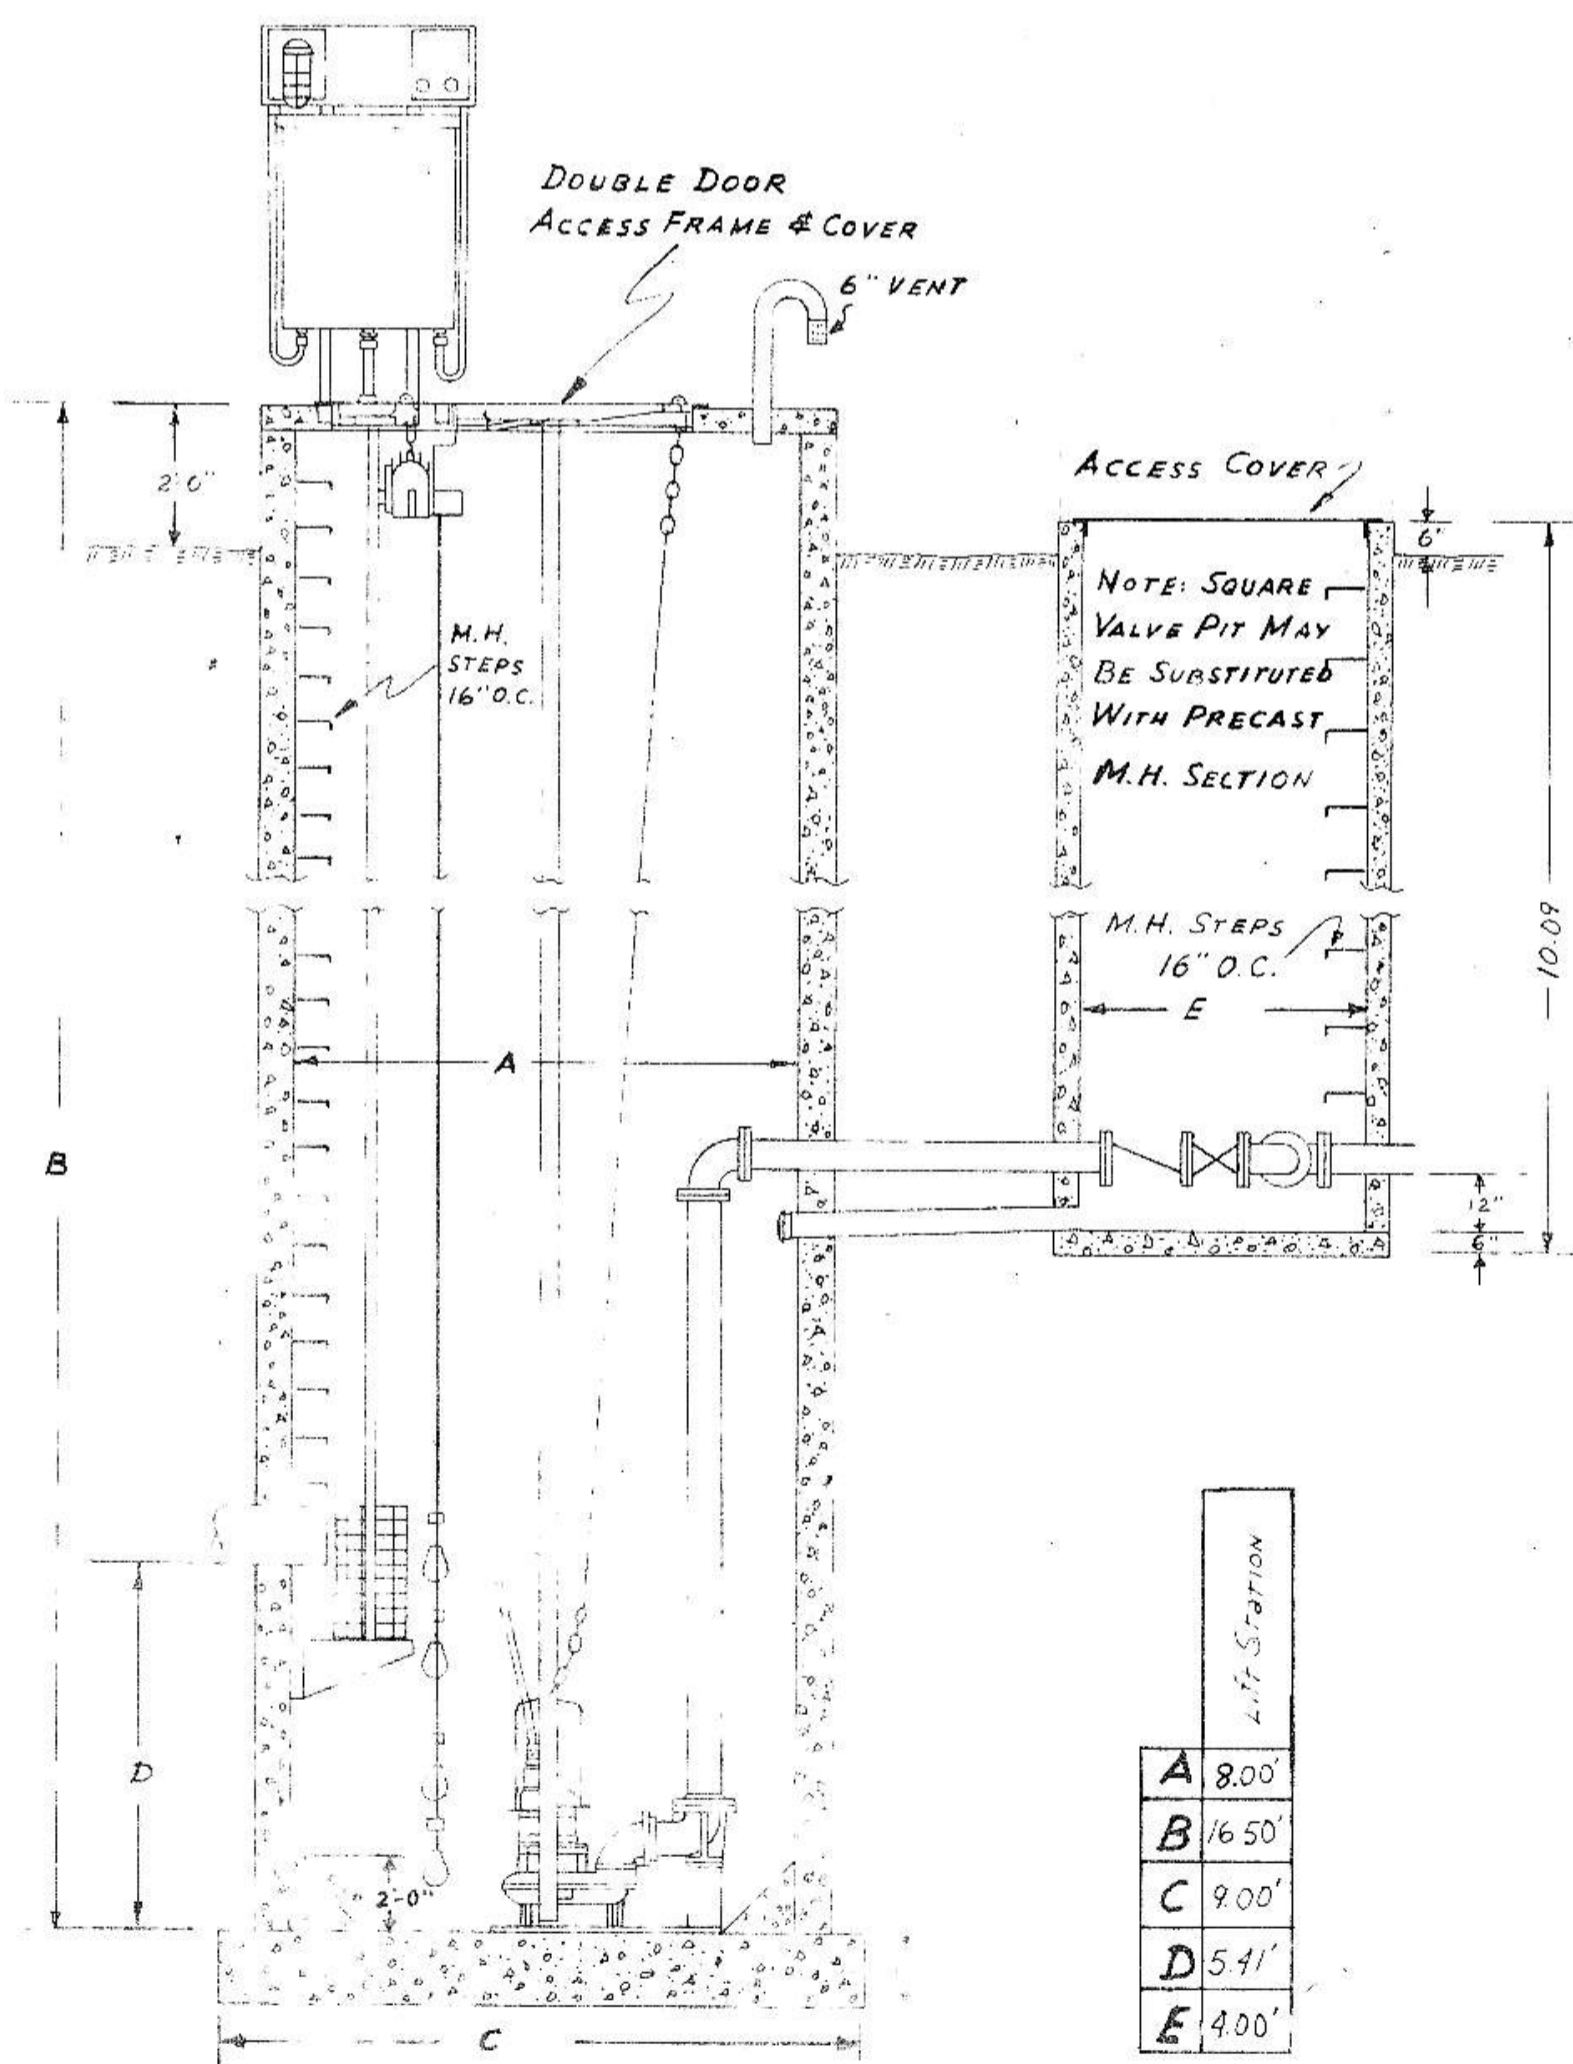 DOUBLE DOOR
ACCESS FRAME & COVER
6" VENT
2'0"
ACCESS COVER
6"
NOTE: SQUARE
VALVE PIT MAY
BE SUBSTITUTED
WITH PRECAST
M.H. SECTION
M.H.
STEPS
16" O.C.
M.H. STEPS
16" O.C.
E
10.09
A
B
12"
6"
D
2'-0"
C
Lift Station
A 8.00'
B 16 50'
C 9.00'
D 5.41'
E 4.00'